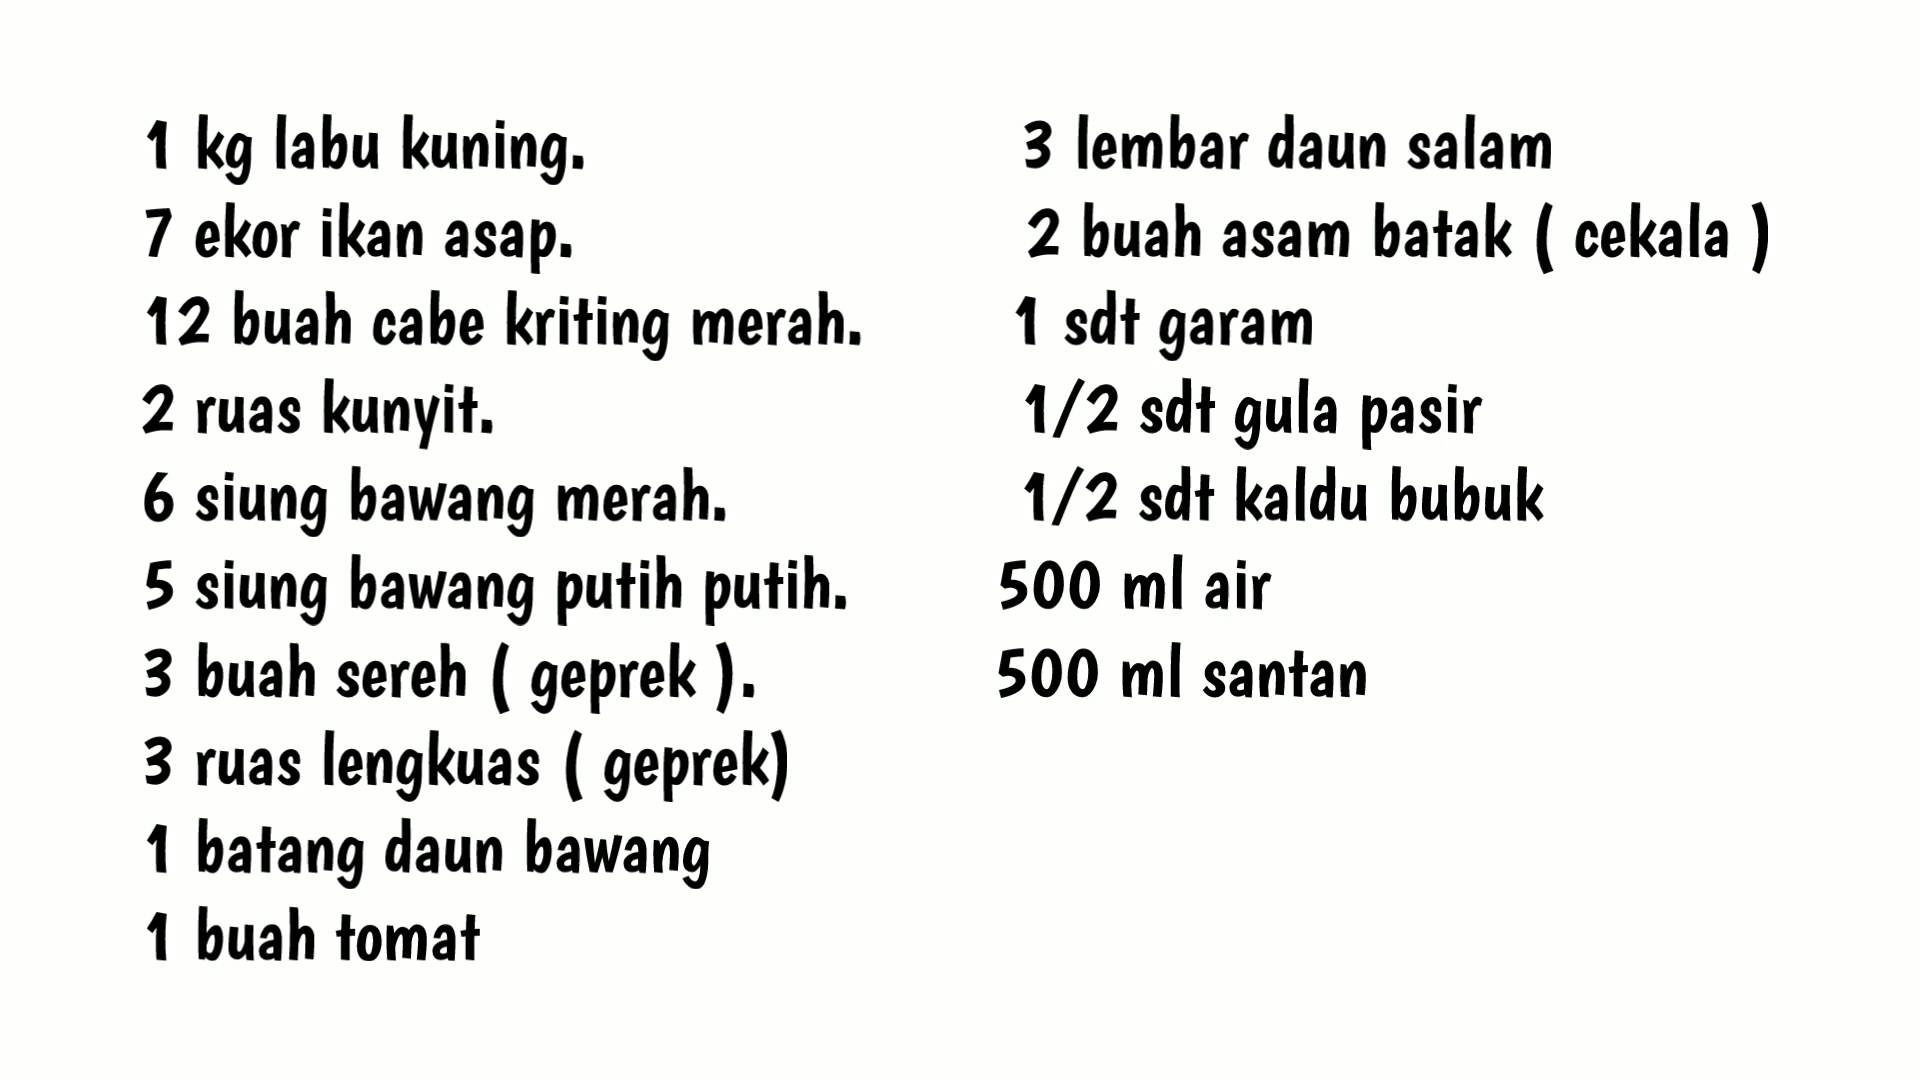 1 kg labu kuning.
7 ekor ikan asap.
12 buah cabe kriting merah.
2 ruas kunyit.
6 siung bawang merah.
5 siung bawang putih putih.
3 buah sereh ( geprek ).
3 ruas lengkuas ( geprek)
1 batang daun bawang
1 buah tomat
3 lembar daun salam
2 buah asam batak ( cekala )
1 sdt garam
1/2 sdt gula pasir
1/2 sdt kaldu bubuk
500 ml air
500 ml santan